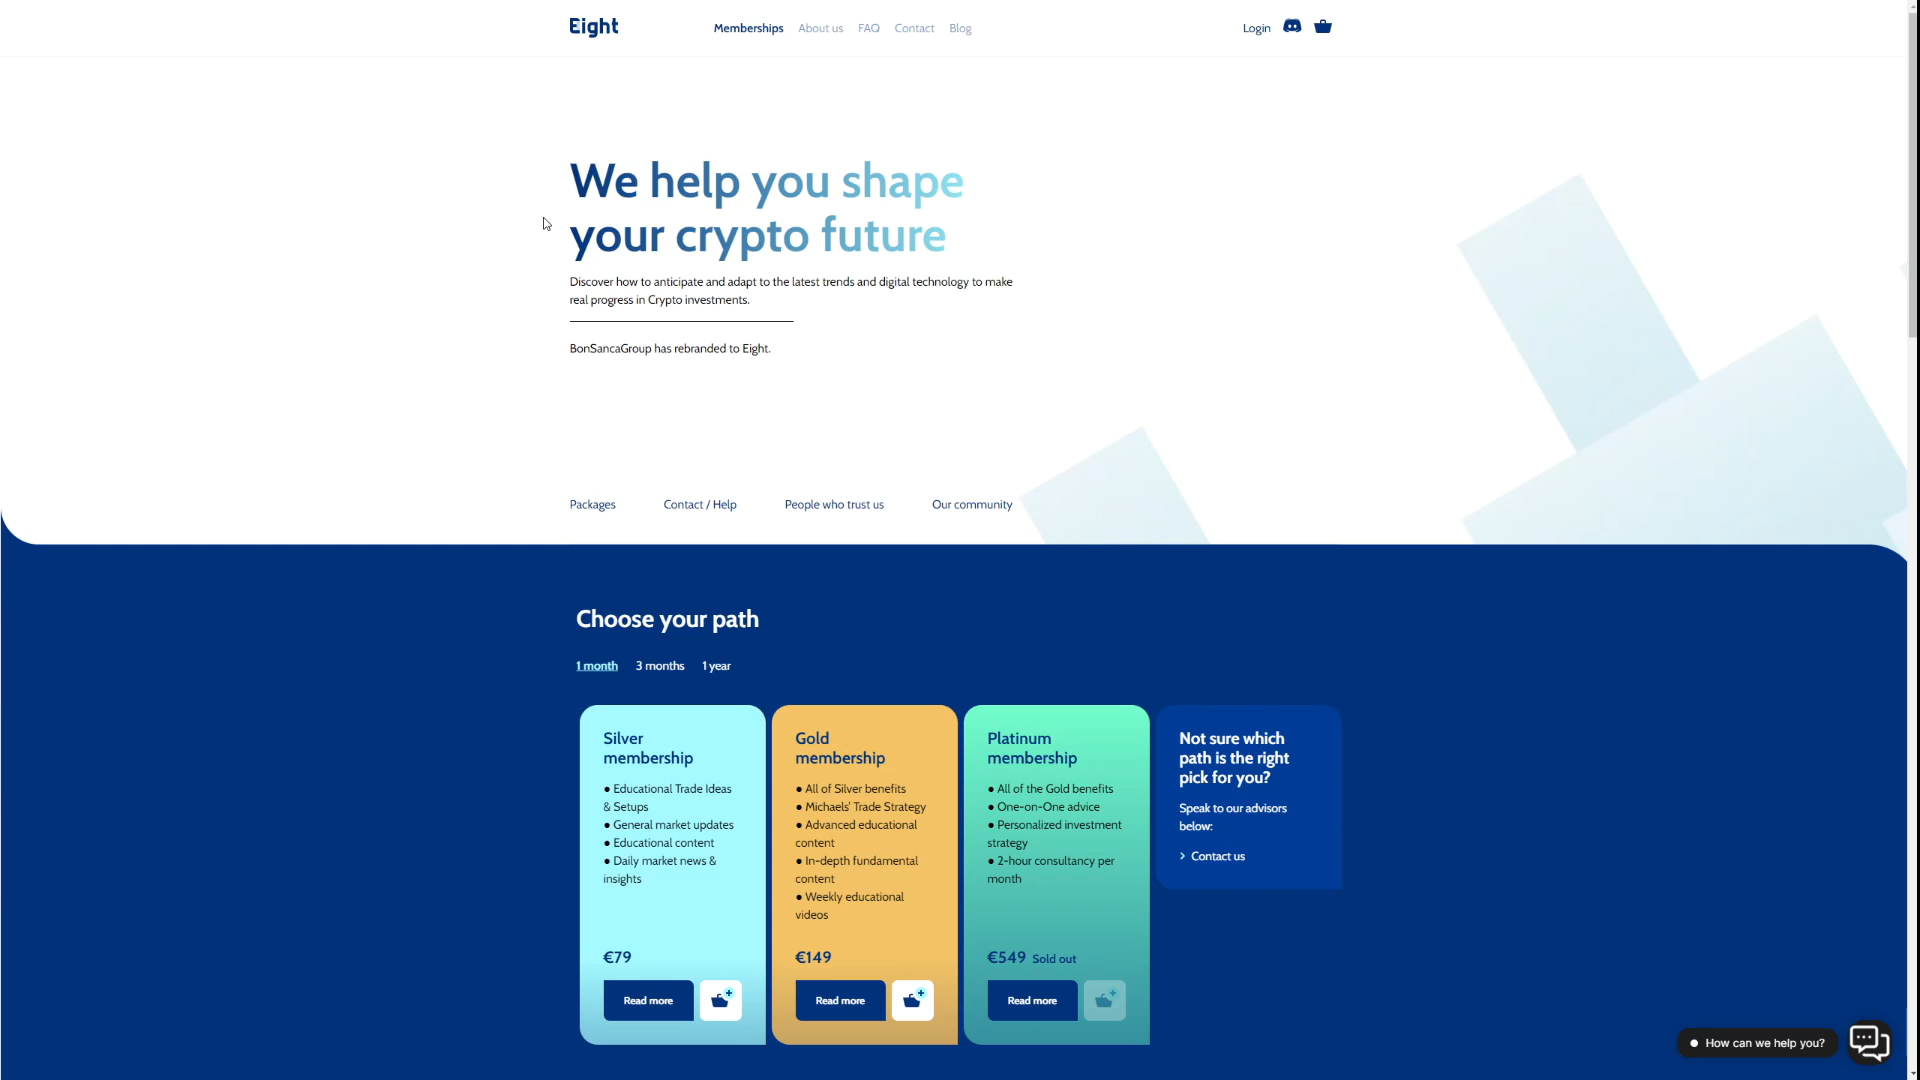 Eight
Memberships
About us
FAQ
Contact
Blog
Login
We help you shape
your crypto future
Discover how to anticipate and adapt to the latest trends and digital technology to make
real progress in Crypto investments.
BonSancaGroup has rebranded to Eight.
Packages
Contact / Help
People who trust us
Our community
Choose your path
1 month
3 months
1 year
Silver
membership
● Educational Trade Ideas
& Setups
● General market updates
● Educational content
● Daily market news &
insights
€79
Read more
Gold
membership
● All of Silver benefits
● Michaels' Trade Strategy
● Advanced educational
content
● In-depth fundamental
content
● Weekly educational
videos
€149
Read more
Platinum
membership
● All of the Gold benefits
● One-on-One advice
● Personalized investment
strategy
● 2-hour consultancy per
month
€549 Sold out
Read more
Not sure which
path is the right
pick for you?
Speak to our advisors
below:
> Contact us
How can we help you?